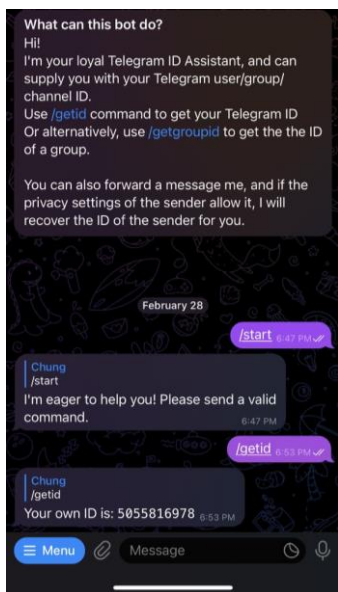 What can this bot do?
Hi!
I'm your loyal Telegram ID Assistant, and can
supply you with your Telegram user/group/
channel ID.
Use /getid command to get your Telegram ID
Or alternatively, use /getgroupid to get the the ID
of a group.
You can also forward a message me, and if the
privacy settings of the sender allow it, I will
recover the ID of the sender for you.
February 28
/start 6:47 PM
Chung
/start
I'm eager to help you! Please send a valid
command.
6:47 PM
/getid 6:53 PM
Chung
/getid
Your own ID is: 5055816978 6:53 PM
Menu
Message